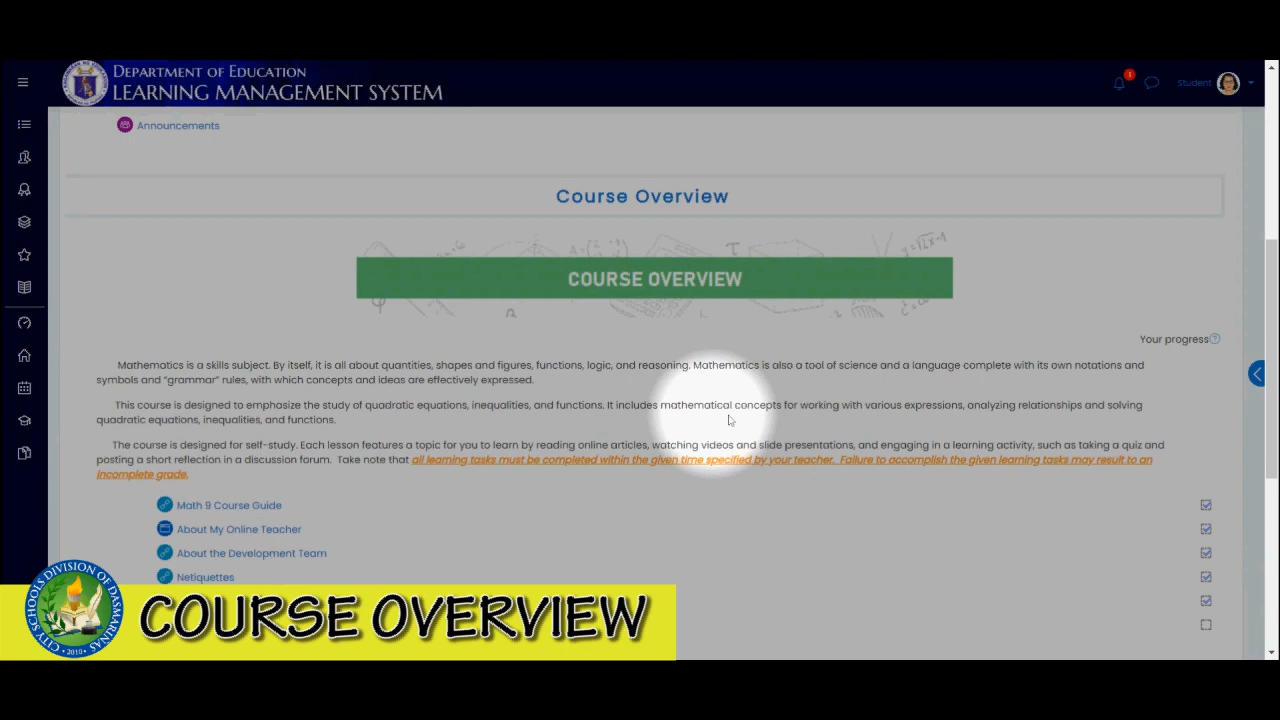 DEPARTMENT OF EDUCATION
LEARNING MANAGEMENT SYSTEM
1
Student
Announcements
Course Overview
COURSE OVERVIEW
Your progress
Mathematics is a skills subject. By itself, it is all about quantities, shapes and figures, functions, logic, and reasoning. Mathematics is also a tool of science and a language complete with its own notations and
symbols and "grammar" rules, with which concepts and ideas are effectively expressed.
This course is designed to emphasize the study of quadratic equations, inequalities, and functions. It includes mathematical concepts for working with various expressions, analyzing relationships and solving
quadratic equations, inequalities, and functions.
The course is designed for self-study. Each lesson features a topic for you to learn by reading online articles, watching videos and slide presentations, and engaging in a learning activity, such as taking a quiz and
posting a short reflection in a discussion forum. Take note that all learning tasks must be completed within the given time specified by your teacher. Failure to accomplish the given learning tasks may result to an
incomplete grade.
Math 9 Course Guide
About My Online Teacher
About the Development Team
Netiquettes
CITY SCHOOLS DIVISION OF DASMARIÑAS
2010
COURSE OVERVIEW